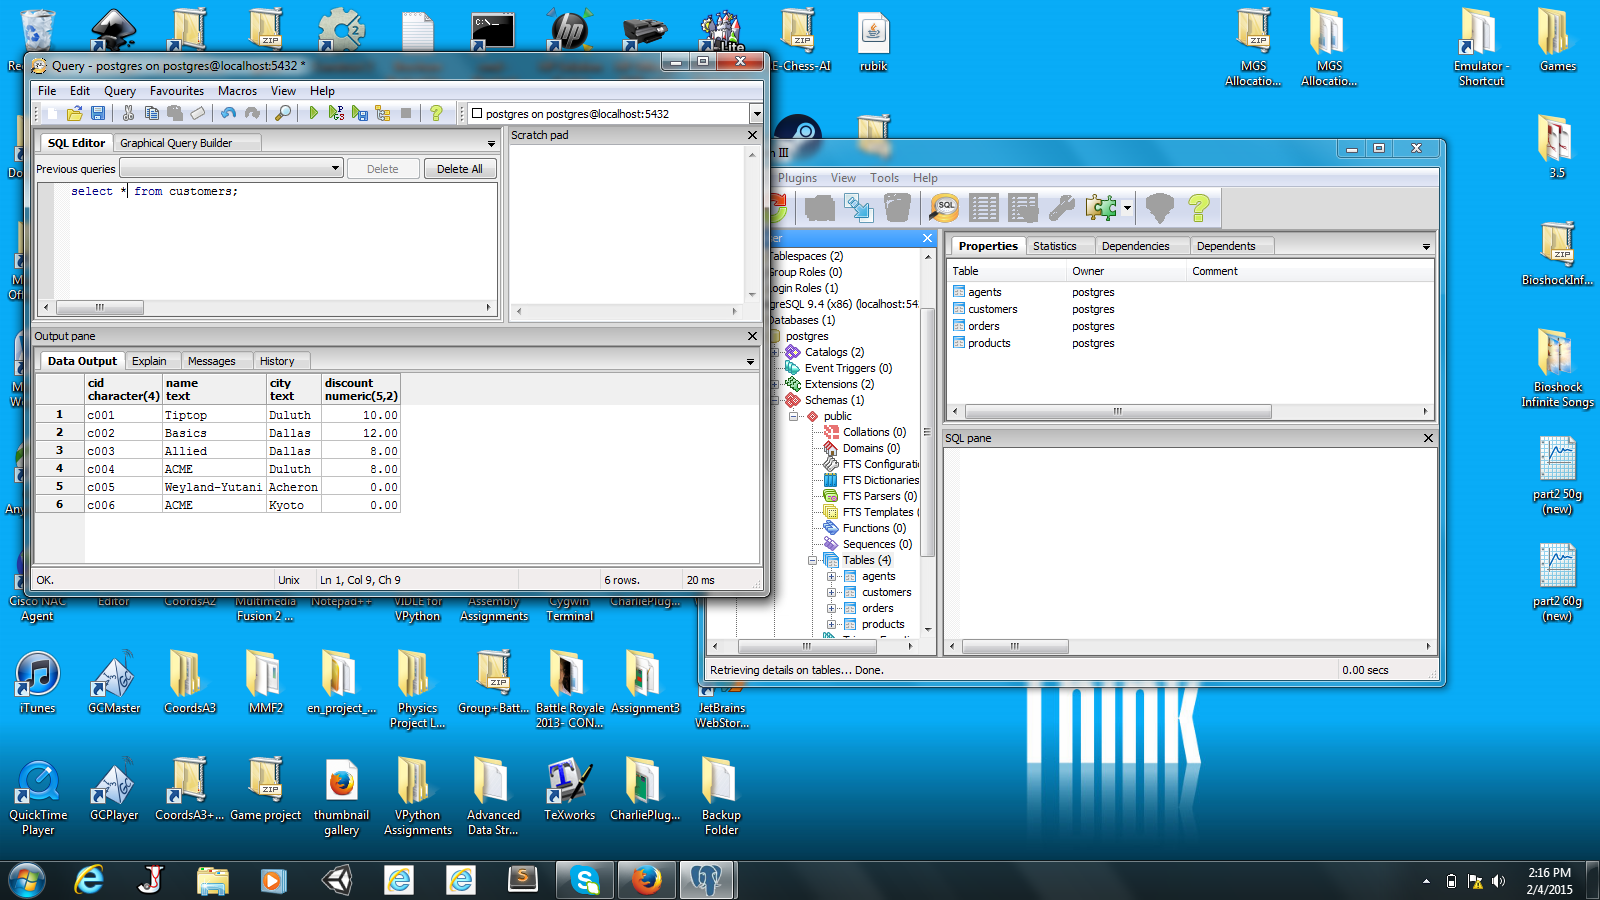 Query - postgres on postgres@localhost:5432 *
File Edit Query Favourites Macros View Help
postgres on postgres@localhost:5432
SQL Editor Graphical Query Builder
Previous queries Delete Delete All
select * from customers;
Scratch pad
Output pane
Data Output Explain Messages History
cid name city discount
character(4) text text numeric(5,2)
1 c001 Tiptop Duluth 10.00
2 c002 Basics Dallas 12.00
3 c003 Allied Dallas 8.00
4 c004 ACME Duluth 8.00
5 c005 Weyland-Yutani Acheron 0.00
6 c006 ACME Kyoto 0.00
OK. Unix Ln 1, Col 9, Ch 9 6 rows. 20 ms
Plugins View Tools Help
SQL
Tablespaces (2)
Group Roles (0)
Login Roles (1)
PostgreSQL 9.4 (x86) (localhost:543
Databases (1)
postgres
Catalogs (2)
Event Triggers (0)
Extensions (2)
Schemas (1)
public
Collations (0)
Domains (0)
FTS Configurati
FTS Dictionaries
FTS Parsers (0)
FTS Templates (
Functions (0)
Sequences (0)
Tables (4)
agents
customers
orders
products
Properties Statistics Dependencies Dependents
Table Owner Comment
agents postgres
customers postgres
orders postgres
products postgres
SQL pane
Retrieving details on tables... Done. 0.00 secs
E-Chess-AI
rubik
MGS
Allocatio...
MGS
Allocatio...
Emulator -
Shortcut
Games
3.5
BioshockInf...
Bioshock
Infinite Songs
part2 50g
(new)
part2 60g
(new)
Cisco NAC
Agent
Editor
CoordsA2
Multimedia
Fusion 2 ...
Notepad++
VIDLE for
VPython
Assembly
Assignments
Cygwin
Terminal
CharliePlug...
iTunes
GCMaster
CoordsA3
MMF2
en_project_...
Physics
Project L...
Group+Batt...
Battle Royale
2013- CON...
Assignment3
JetBrains
WebStor...
QuickTime
Player
GCPlayer
CoordsA3+...
Game project
thumbnail
gallery
VPython
Assignments
Advanced
Data Str...
TeXworks
CharliePlug...
Backup
Folder
Think
2:16 PM
2/4/2015